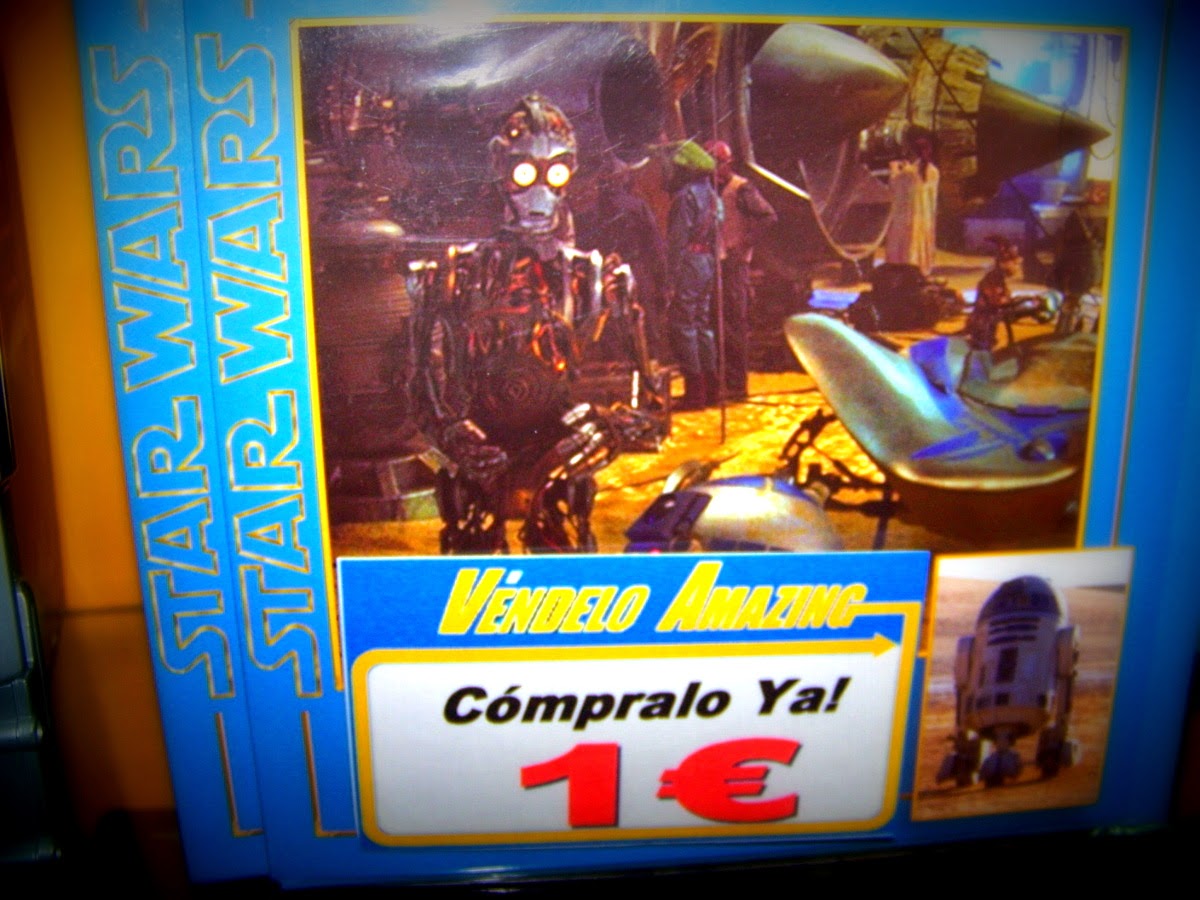 STAR WARS
STAR WARS
VÉNDELO AMAZING
Cómpralo Ya!
1€